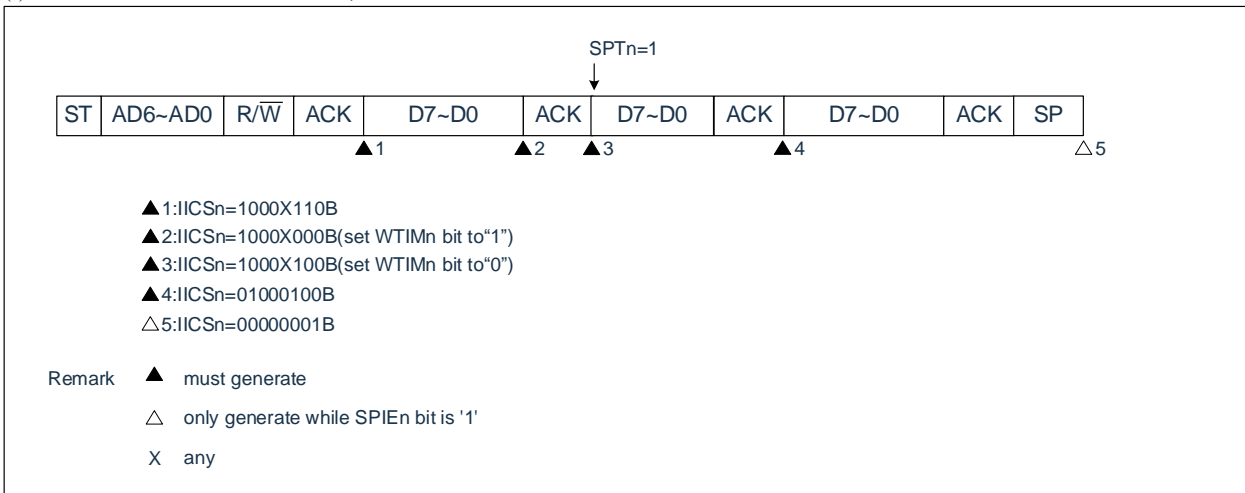 SPTn=1
ST AD6~AD0 R/W̅ ACK D7~D0 ACK D7~D0 ACK D7~D0 ACK SP
▲1 ▲2 ▲3 ▲4 △5
▲1:IICSn=1000X110B
▲2:IICSn=1000X000B(set WTIMn bit to“1”)
▲3:IICSn=1000X100B(set WTIMn bit to“0”)
▲4:IICSn=01000100B
△5:IICSn=00000001B
Remark ▲ must generate
△ only generate while SPIEn bit is '1'
X any